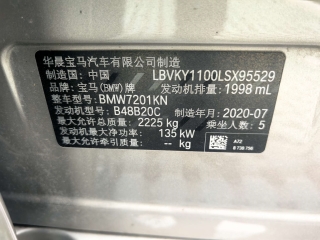 华晨宝马汽车有限公司制造
制造国：中国 LBVKY1100LSX95529
品牌：宝马(BMW)牌 发动机排量：1998 mL
整车型号：BMW7201KN
发动机型号：B48B20C 制造年月：2020-07
最大允许总质量：2225 kg 乘坐人数：5
发动机最大净功率：135 kW
最大允许牵引质量：-- kg
A22